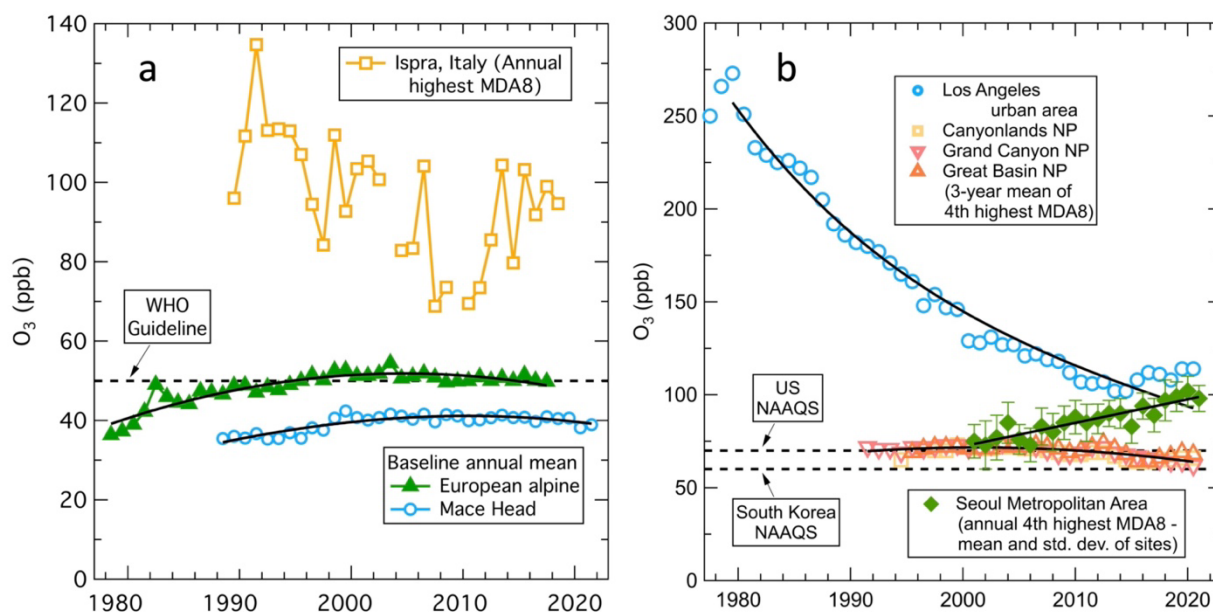 a
Ispra, Italy (Annual
highest MDA8)
WHO
Guideline
Baseline annual mean
European alpine
Mace Head
O3 (ppb)
140
120
100
80
60
40
20
0
1980
1990
2000
2010
2020
b
Los Angeles
urban area
Canyonlands NP
Grand Canyon NP
Great Basin NP
(3-year mean of
4th highest MDA8)
US
NAAQS
South Korea
NAAQS
Seoul Metropolitan Area
(annual 4th highest MDA8 -
mean and std. dev. of sites)
O3 (ppb)
300
250
200
150
100
50
0
1980
1990
2000
2010
2020